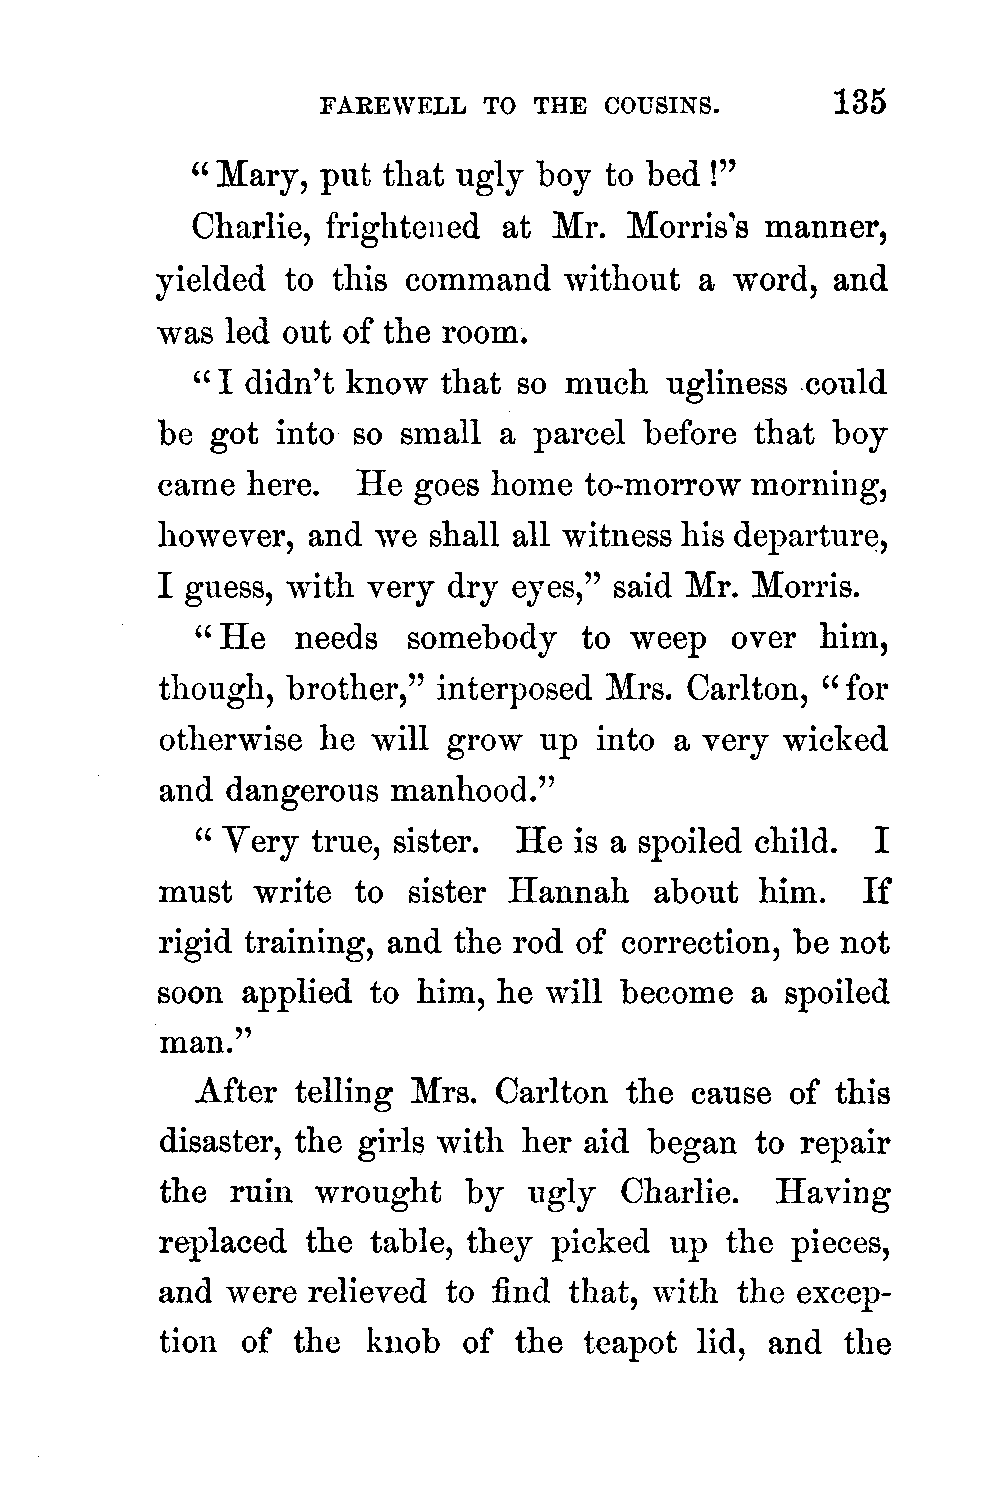 FAREWELL TO THE COUSINS. 135
“Mary, put that ugly boy to bed!”
Charlie, frightened at Mr. Morris's manner,
yielded to this command without a word, and
was led out of the room.
“I didn’t know that so much ugliness could
be got into so small a parcel before that boy
came here. He goes home to-morrow morning,
however, and we shall all witness his departure,
I guess, with very dry eyes,” said Mr. Morris.
“He needs somebody to weep over him,
though, brother,” interposed Mrs. Carlton, “for
otherwise he will grow up into a very wicked
and dangerous manhood.”
“Very true, sister. He is a spoiled child. I
must write to sister Hannah about him. If
rigid training, and the rod of correction, be not
soon applied to him, he will become a spoiled
man.”
After telling Mrs. Carlton the cause of this
disaster, the girls with her aid began to repair
the ruin wrought by ugly Charlie. Having
replaced the table, they picked up the pieces,
and were relieved to find that, with the excep-
tion of the knob of the teapot lid, and the